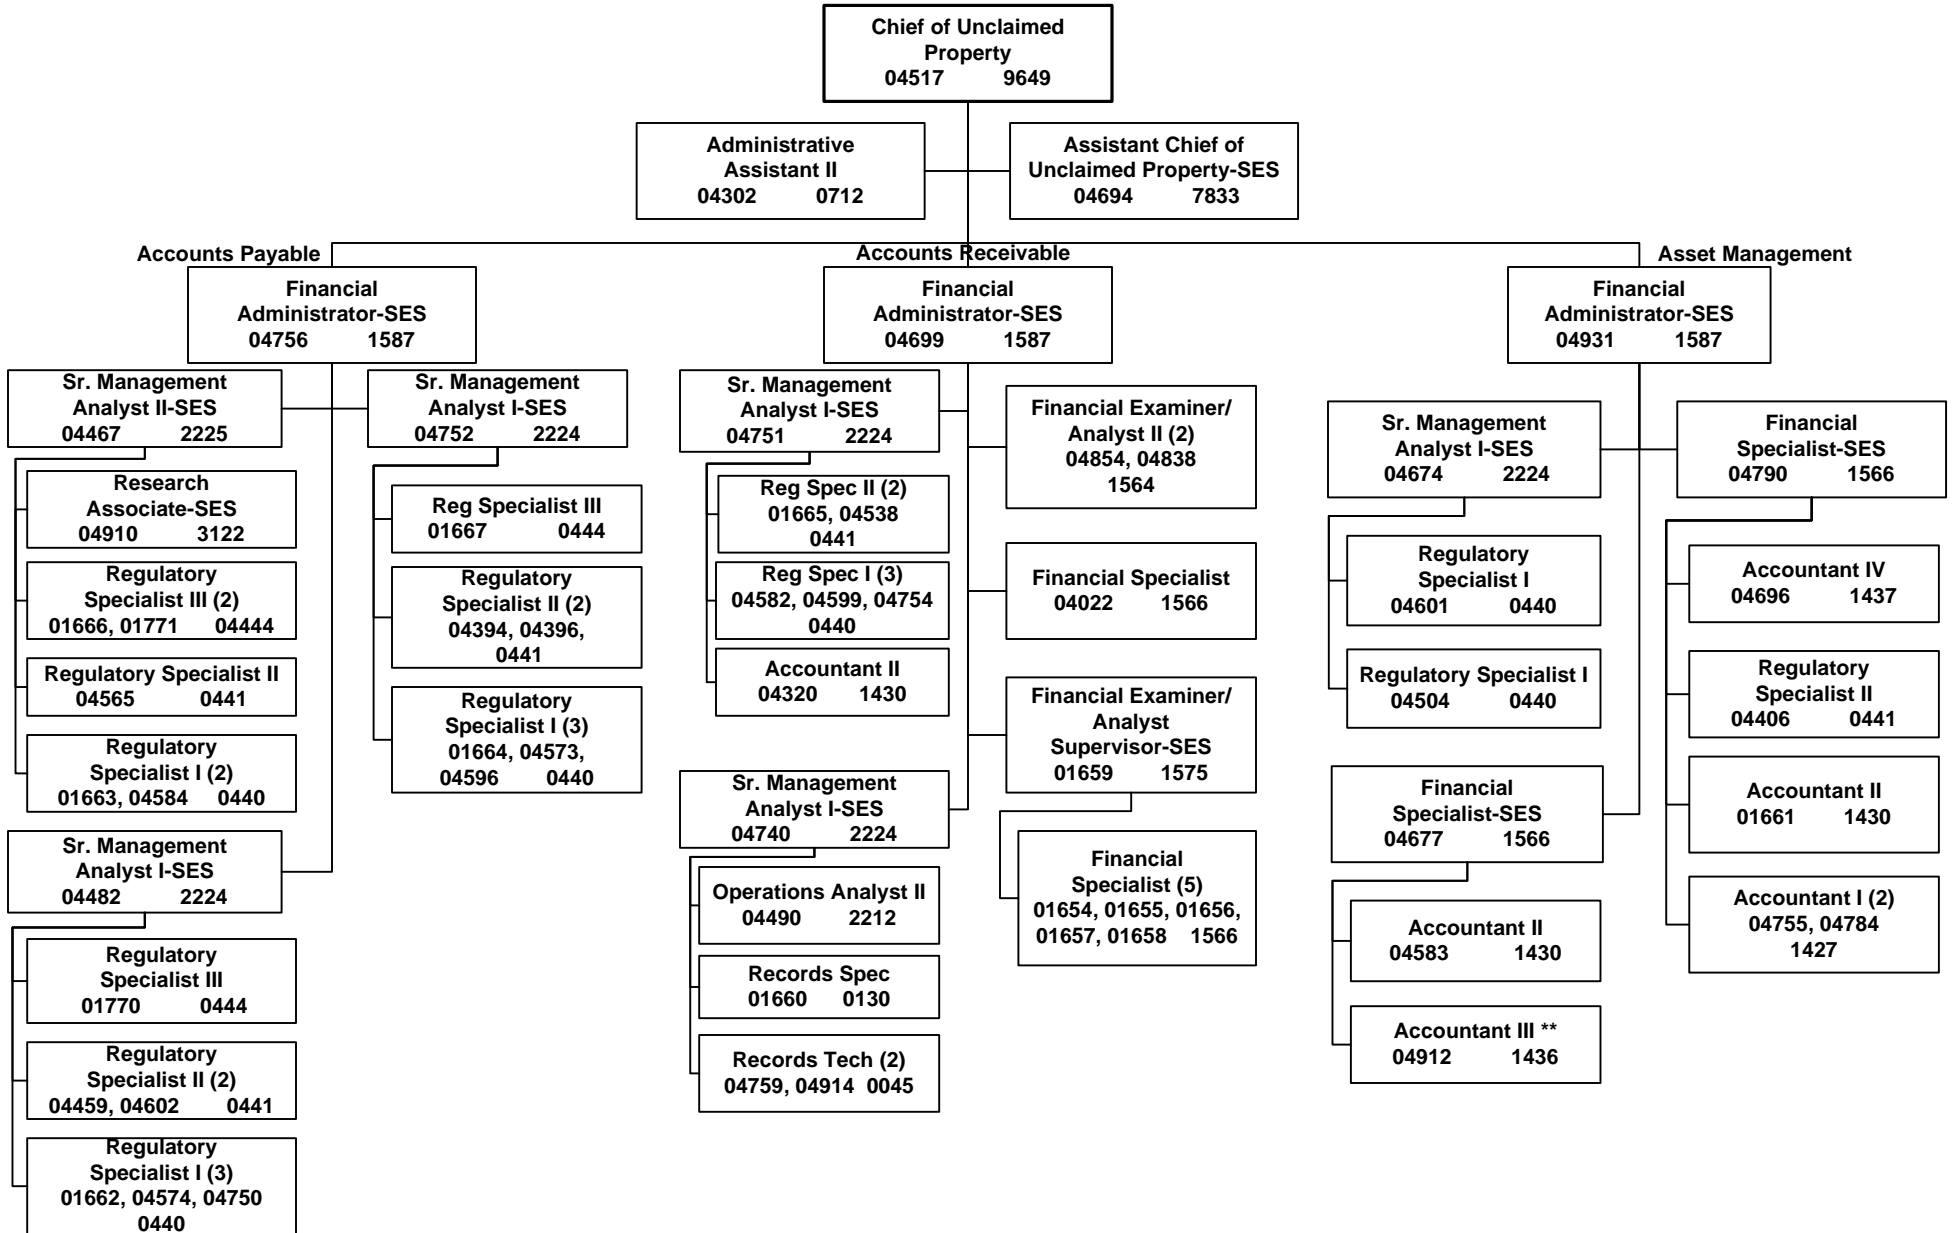 Chief of Unclaimed
Property
04517 9649
Administrative
Assistant II
04302 0712
Assistant Chief of
Unclaimed Property-SES
04694 7833
Accounts Payable
Financial
Administrator-SES
04756 1587
Sr. Management
Analyst II-SES
04467 2225
Research
Associate-SES
04910 3122
Regulatory
Specialist III (2)
01666, 01771 04444
Regulatory Specialist II
04565 0441
Regulatory
Specialist I (2)
01663, 04584 0440
Sr. Management
Analyst I-SES
04752 2224
Reg Specialist III
01667 0444
Regulatory
Specialist II (2)
04394, 04396,
0441
Regulatory
Specialist I (3)
01664, 04573,
04596 0440
Sr. Management
Analyst I-SES
04482 2224
Regulatory
Specialist III
01770 0444
Regulatory
Specialist II (2)
04459, 04602 0441
Regulatory
Specialist I (3)
01662, 04574, 04750
0440
Accounts Receivable
Financial
Administrator-SES
04699 1587
Sr. Management
Analyst I-SES
04751 2224
Reg Spec II (2)
01665, 04538
0441
Reg Spec I (3)
04582, 04599, 04754
0440
Accountant II
04320 1430
Sr. Management
Analyst I-SES
04740 2224
Operations Analyst II
04490 2212
Records Spec
01660 0130
Records Tech (2)
04759, 04914 0045
Financial Examiner/
Analyst II (2)
04854, 04838
1564
Financial Specialist
04022 1566
Financial Examiner/
Analyst
Supervisor-SES
01659 1575
Financial
Specialist (5)
01654, 01655, 01656,
01657, 01658 1566
Asset Management
Financial
Administrator-SES
04931 1587
Sr. Management
Analyst I-SES
04674 2224
Regulatory
Specialist I
04601 0440
Regulatory Specialist I
04504 0440
Financial
Specialist-SES
04677 1566
Accountant II
04583 1430
Accountant III **
04912 1436
Financial
Specialist-SES
04790 1566
Accountant IV
04696 1437
Regulatory
Specialist II
04406 0441
Accountant II
01661 1430
Accountant I (2)
04755, 04784
1427